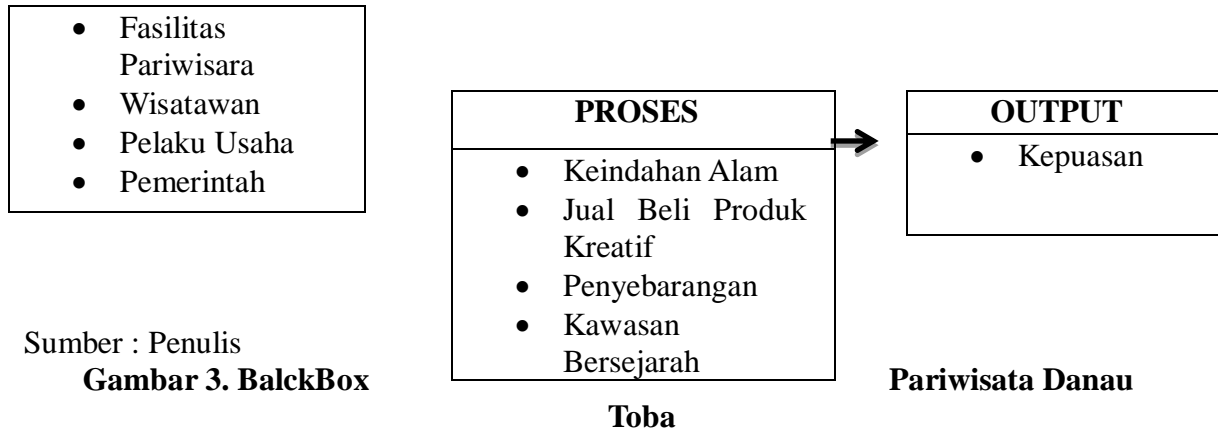 • Fasilitas
Pariwisara
• Wisatawan
• Pelaku Usaha
• Pemerintah
PROSES
• Keindahan Alam
• Jual Beli Produk
Kreatif
• Penyebarangan
• Kawasan
Bersejarah
OUTPUT
• Kepuasan
Sumber : Penulis
Gambar 3. BalckBox Pariwisata Danau
Toba